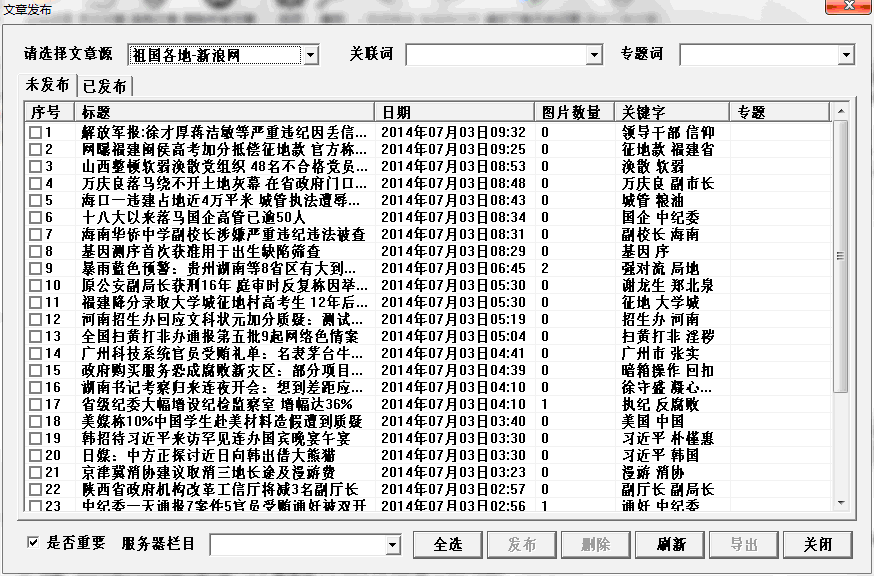 文章发布
请选择文章源 祖国各地-新浪网 关联词 专题词
未发布 已发布
序号 标题 日期 图片数量 关键字 专题
1 解放军报:徐才厚蒋洁敏等严重违纪因丢信... 2014年07月03日09:32 0 领导干部 信仰
2 网曝福建闽侯高考加分抵偿征地款 官方称... 2014年07月03日09:25 0 征地款 福建省
3 山西整顿软弱涣散党组织 48名不合格党员... 2014年07月03日08:53 0 涣散 软弱
4 万庆良落马绕不开土地灰幕 在省政府门口... 2014年07月03日08:48 0 万庆良 副市长
5 海口一违建占地近4万平米 城管执法遭辱... 2014年07月03日08:43 0 城管 粮油
6 十八大以来落马国企高管已逾50人 2014年07月03日08:34 0 国企 中纪委
7 海南华侨中学副校长涉嫌严重违纪违法被查 2014年07月03日08:31 0 副校长 海南
8 基因测序首次获准用于出生缺陷筛查 2014年07月03日08:29 0 基因 序
9 暴雨蓝色预警：贵州湖南等8省区有大到... 2014年07月03日06:45 2 强对流 局地
10 原公安副局长获刑16年 庭审时反复称因举... 2014年07月03日05:30 0 谢龙生 郑北泉
11 福建降分录取大学城征地村高考生 12年后... 2014年07月03日05:30 0 征地 大学城
12 河南招生办回应文科状元加分质疑：测试... 2014年07月03日05:19 0 招生办 河南
13 全国扫黄打非办通报第五批9起网络色情案 2014年07月03日05:04 0 扫黄打非 淫秽
14 广州科技系统官员受贿礼单：名表茅台牛... 2014年07月03日04:41 0 广州市 张实
15 政府购买服务恐成腐败新灾区：部分项目... 2014年07月03日04:39 0 暗箱操作 回扣
16 湖南书记考察归来连夜开会：想到差距应... 2014年07月03日04:10 0 徐守盛 凝心...
17 省级纪委大幅增设纪检监察室 增幅达36% 2014年07月03日04:10 1 执纪 反腐败
18 美媒称10%中国学生赴美材料造假遭到质疑 2014年07月03日03:40 0 美国 中国
19 韩招待习近平来访罕见连办国宾晚宴午宴 2014年07月03日03:30 0 习近平 朴槿惠
20 日媒：中方正探讨近日向韩出借大熊猫 2014年07月03日03:30 0 习近平 韩国
21 京津冀消协建议取消三地长途及漫游费 2014年07月03日03:23 0 漫游 消协
22 陕西省政府机构改革工信厅将减3名副厅长 2014年07月03日02:57 0 副厅长 副局长
23 中纪委一天通报7案件5官员受贿通奸被双开 2014年07月03日02:56 1 通奸 中纪委
是否重要 服务器栏目 全选 发布 删除 刷新 导出 关闭